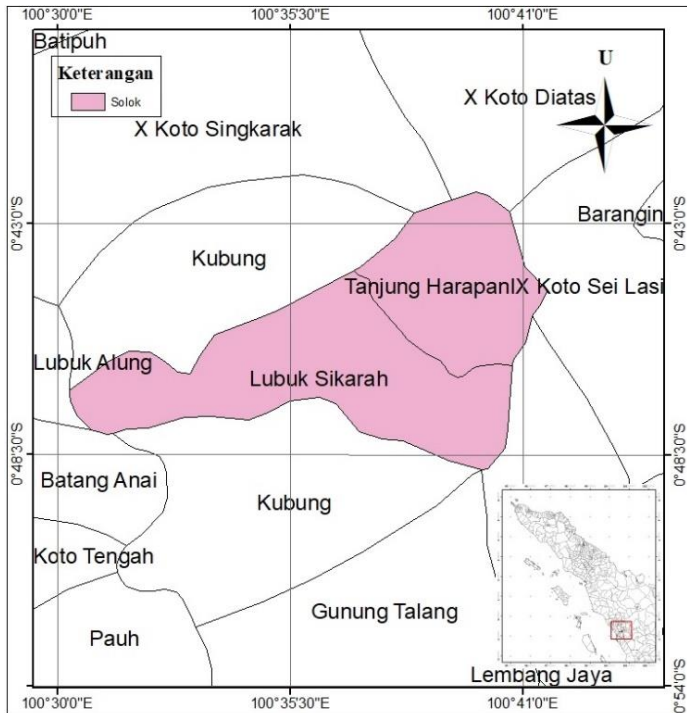 100°30'0"E 100°35'30"E 100°41'0"E
Batipuh
Keterangan
Solok
U
X Koto Diatas
X Koto Singkarak
Barangin
0°43'0"S 0°43'0"S
Kubung
Tanjung Harapan IX Koto Sei Lasi
Lubuk Alung
Lubuk Sikarah
0°48'30"S 0°48'30"S
Batang Anai
Kubung
Koto Tengah
Gunung Talang
Pauh
Lembang Jaya
0°54'0"S
100°30'0"E 100°35'30"E 100°41'0"E